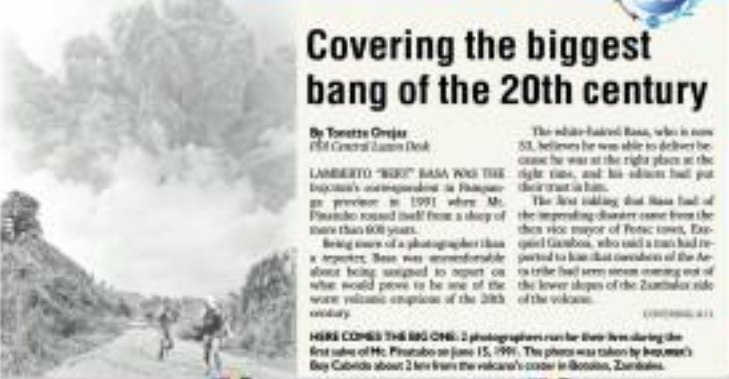 Covering the biggest
bang of the 20th century
By Tonette Orejas
PDI Central Luzon Desk
LAMBERTO "BERT" BASA WAS THE
Inquirer's correspondent in Pampan-
ga province in 1991 when Mt.
Pinatubo roused itself from a sleep of
more than 600 years.
Being more of a photographer than
a reporter, Basa was uncomfortable
about being assigned to report on
what would prove to be one of the
worst volcanic eruptions of the 20th
century.
The white-haired Basa, who is now
53, believes he was able to deliver be-
cause he was at the right place at the
right time, and his editors had put
their trust in him.
The first inkling that Basa had of
the impending disaster came from the
then vice mayor of Porac town, Exe-
quiel Gamboa, who said a man had re-
ported to him that members of the Ae-
ta tribe had seen steam coming out of
the lower slopes of the Zambales side
of the volcano.
HERE COMES THE BIG ONE: 2 photographers run for their lives during the
first salvo of Mt. Pinatubo on June 15, 1991. The photo was taken by Inquirer's
Boy Cabrido about 2 km from the volcano's crater in Botolan, Zambales.